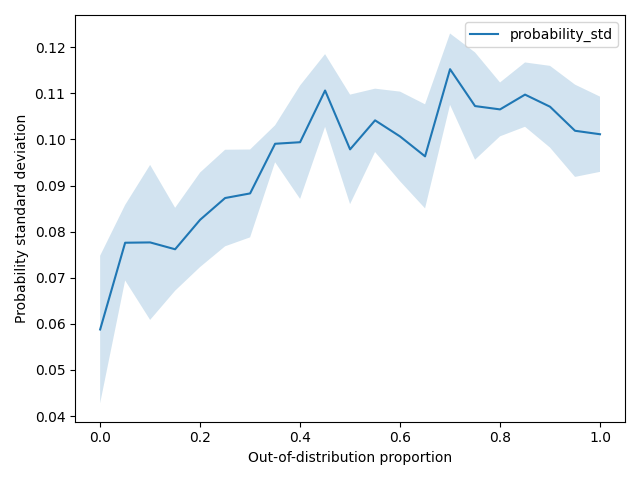 probability_std
Probability standard deviation
0.12
0.11
0.10
0.09
0.08
0.07
0.06
0.05
0.04
0.0 0.2 0.4 0.6 0.8 1.0
Out-of-distribution proportion